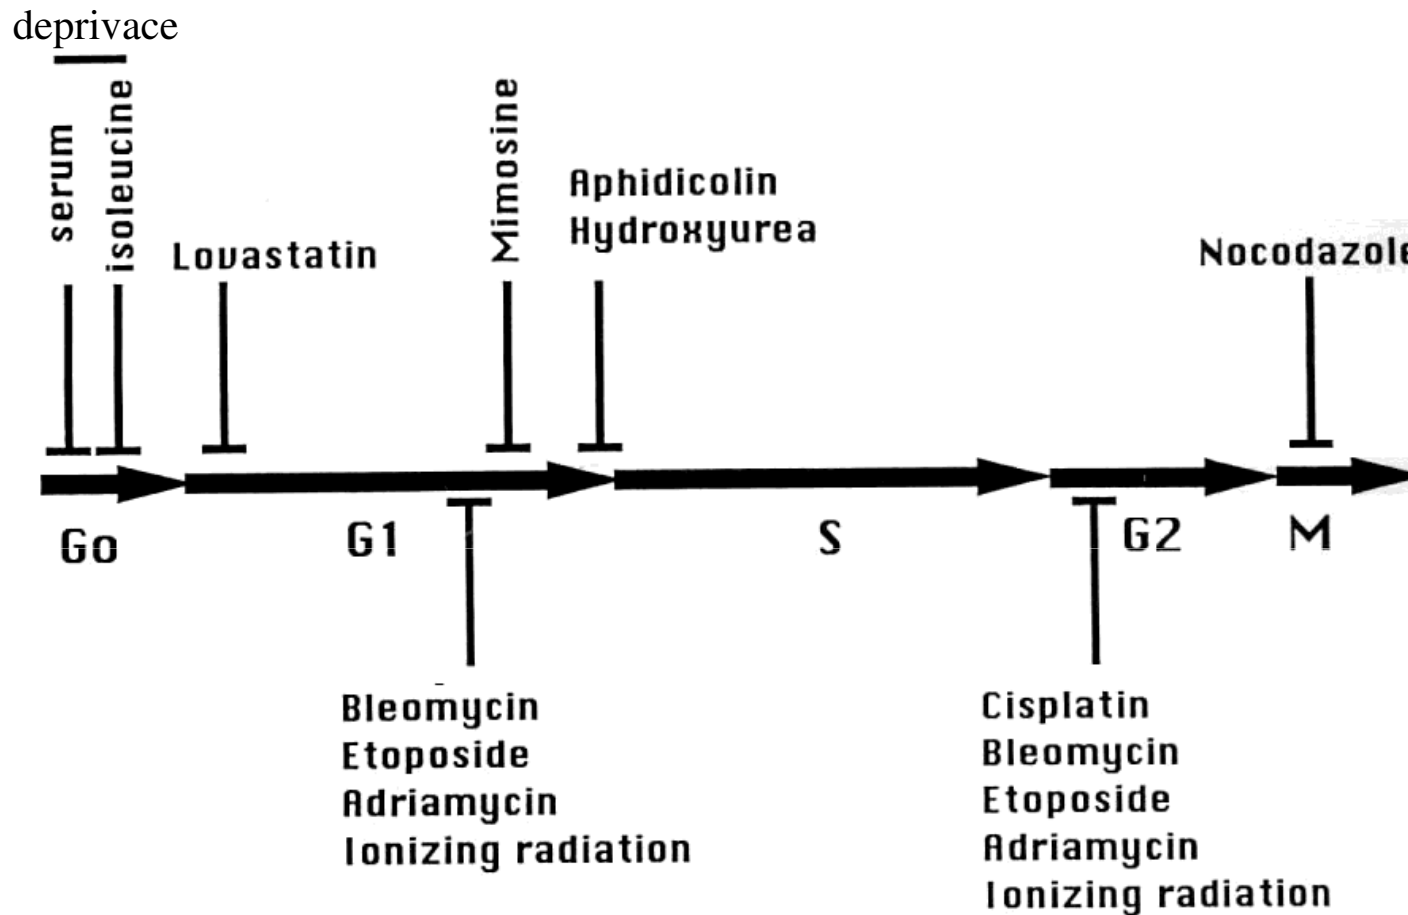 deprivace
serum
isoleucine
Lovastatin
Mimosine
Aphidicolin
Hydroxyurea
Nocodazole
Go
G1
S
G2
M
Bleomycin
Etoposide
Adriamycin
Ionizing radiation
Cisplatin
Bleomycin
Etoposide
Adriamycin
Ionizing radiation